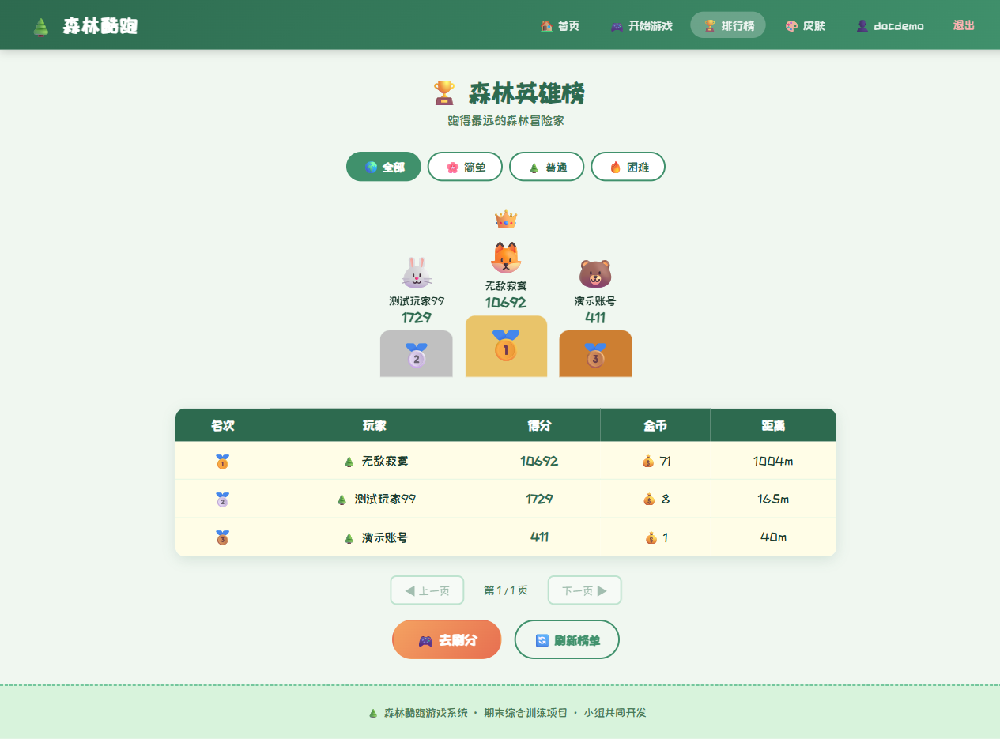 森林酷跑
首页 开始游戏 排行榜 皮肤 docdemo 退出
森林英雄榜
跑得最远的森林冒险家
全部 简单 普通 困难
无敌寂寞
10692
测试玩家99
1729
演示账号
411
2 1 3
名次 玩家 得分 金币 距离
1 无敌寂寞 10692 71 1004m
2 测试玩家99 1729 8 165m
3 演示账号 411 1 40m
◀ 上一页 第 1 / 1 页 下一页 ▶
去刷分 刷新榜单
森林酷跑游戏系统 · 期末综合训练项目 · 小组共同开发